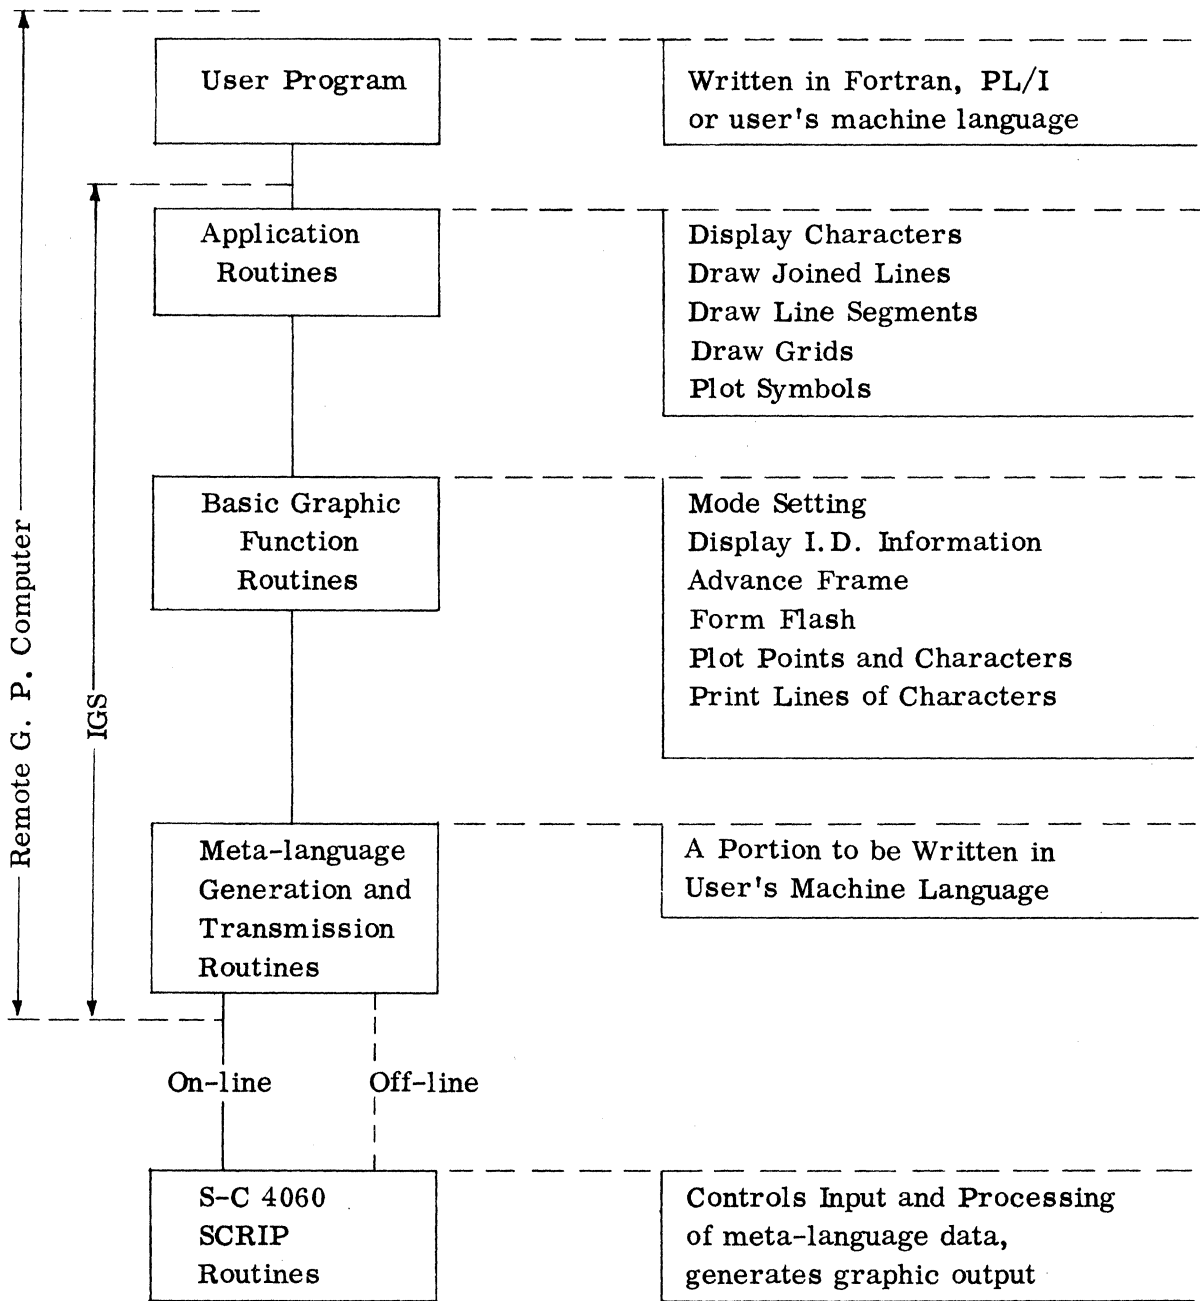 User Program
Written in Fortran, PL/I
or user's machine language
Application
Routines
Display Characters
Draw Joined Lines
Draw Line Segments
Draw Grids
Plot Symbols
Basic Graphic
Function
Routines
Mode Setting
Display I.D. Information
Advance Frame
Form Flash
Plot Points and Characters
Print Lines of Characters
Remote G. P. Computer
IGS
Meta-language
Generation and
Transmission
Routines
A Portion to be Written in
User's Machine Language
On-line
Off-line
S-C 4060
SCRIP
Routines
Controls Input and Processing
of meta-language data,
generates graphic output